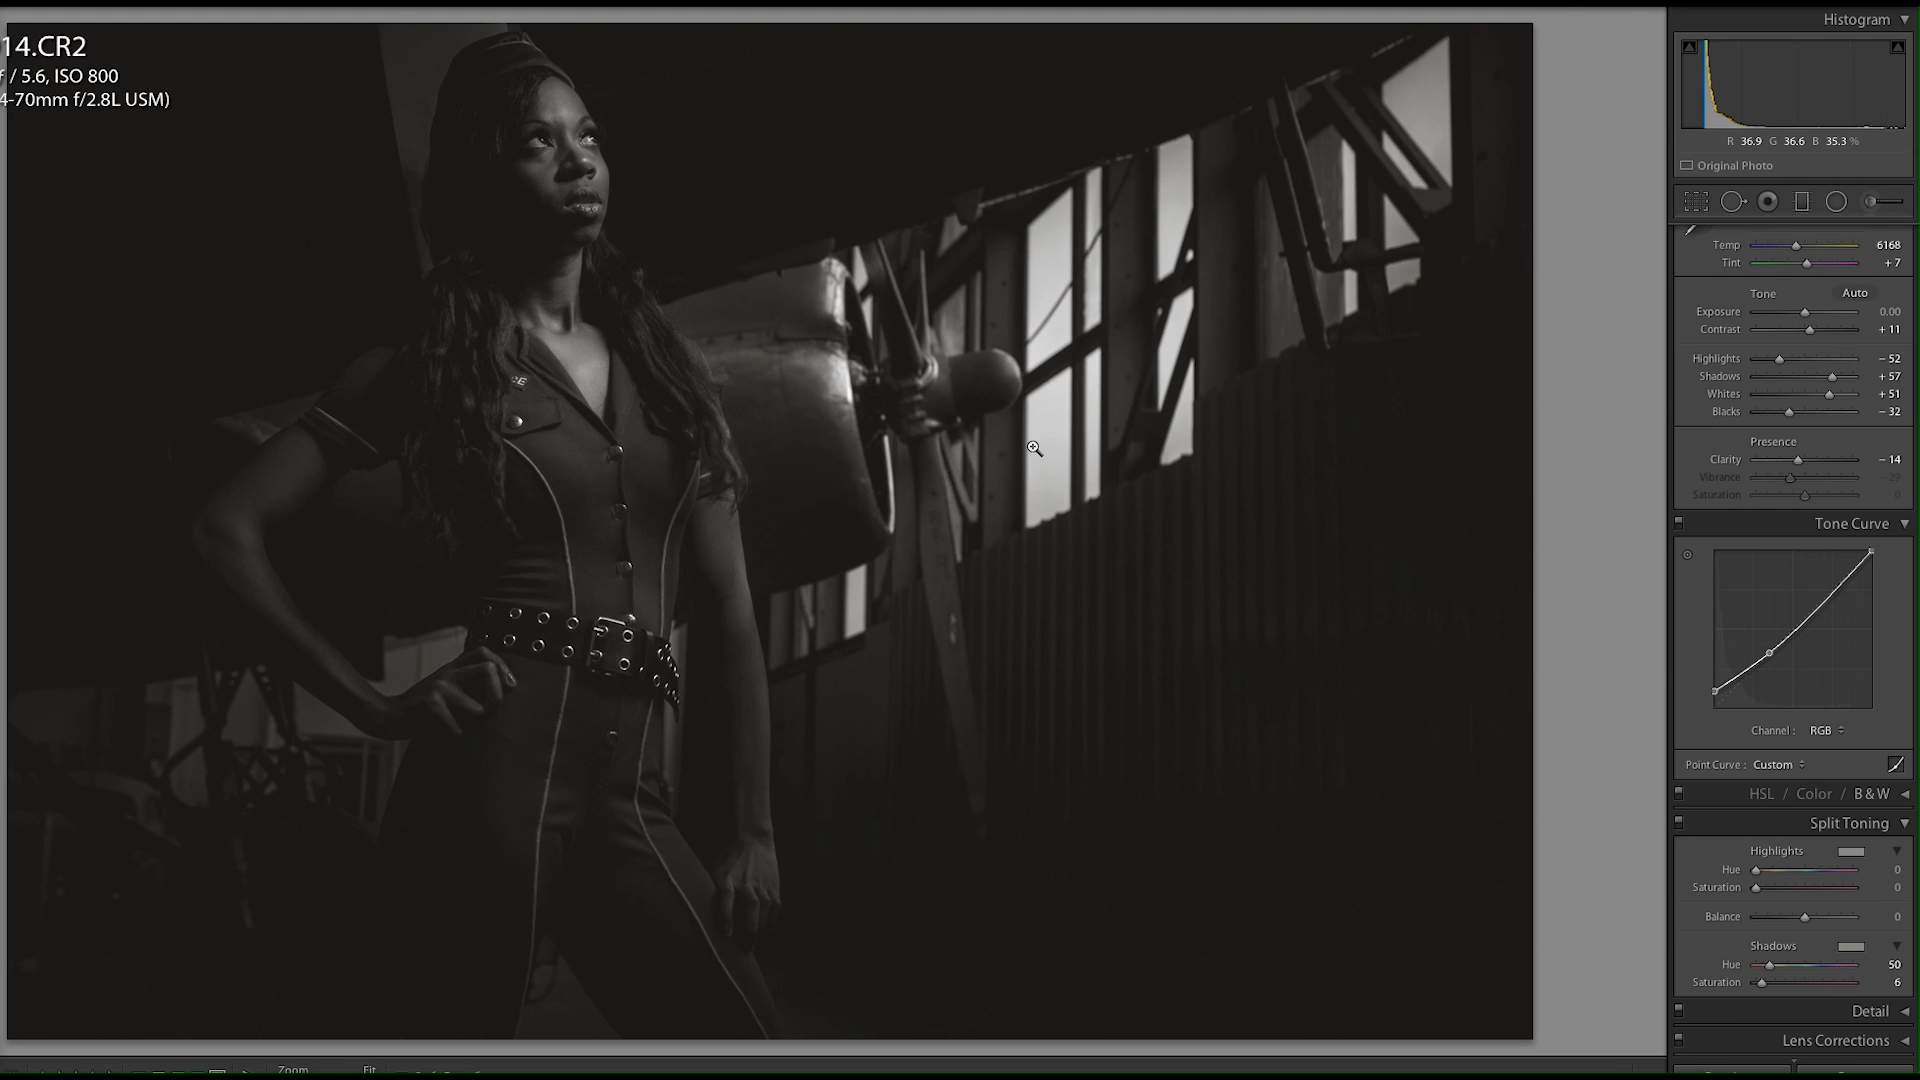 14.CR2
f / 5.6, ISO 800
4-70mm f/2.8L USM)
Histogram
R 36.9 G 36.6 B 35.3 %
Original Photo
Temp 6168
Tint + 7
Tone Auto
Exposure 0.00
Contrast + 11
Highlights − 52
Shadows + 57
Whites + 51
Blacks − 32
Presence
Clarity − 14
Vibrance − 29
Saturation 0
Tone Curve
Channel : RGB
Point Curve : Custom
HSL / Color / B & W
Split Toning
Highlights
Hue 0
Saturation 0
Balance 0
Shadows
Hue 50
Saturation 6
Detail
Lens Corrections
Zoom Fit